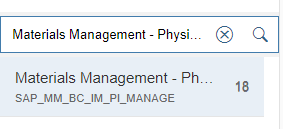 Materials Management - Physi...
Materials Management - Ph... 18
SAP_MM_BC_IM_PI_MANAGE